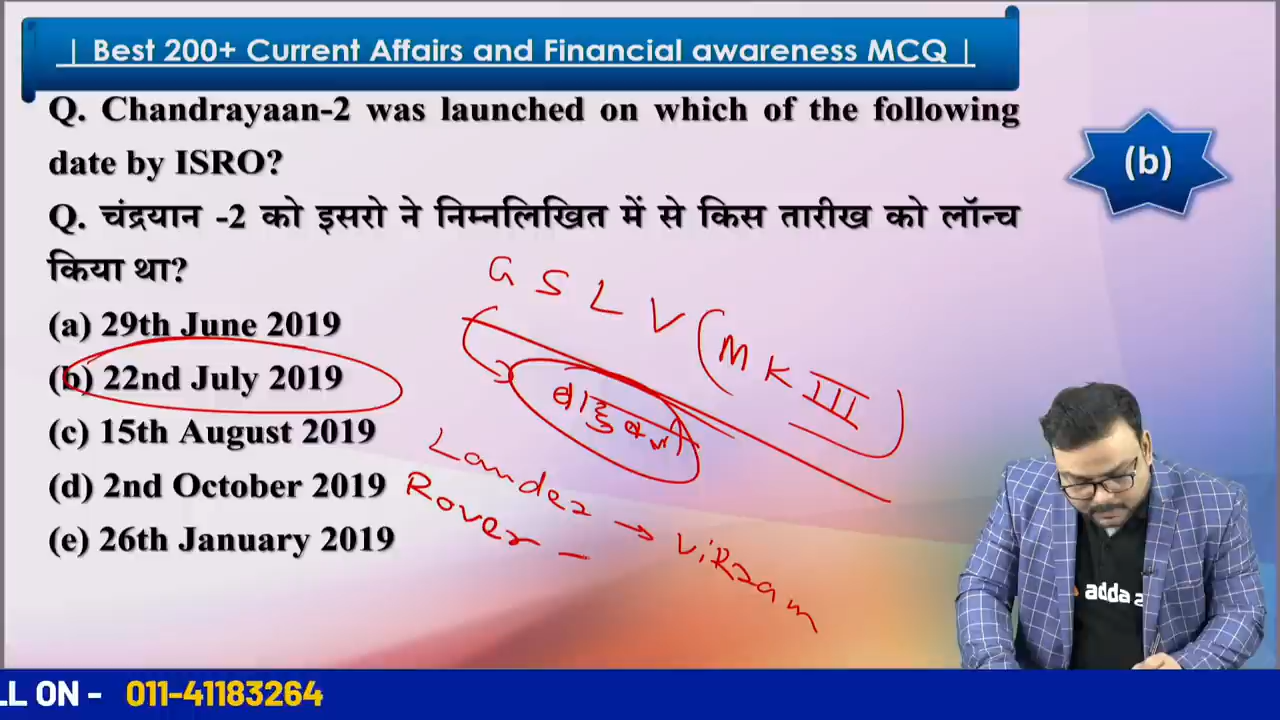 | Best 200+ Current Affairs and Financial awareness MCQ |
Q. Chandrayaan-2 was launched on which of the following
date by ISRO?
(b)
Q. चंद्रयान -2 को इसरो ने निम्नलिखित में से किस तारीख को लॉन्च
किया था?
GSLV (MK III)
(a) 29th June 2019
(b) 22nd July 2019
(c) 15th August 2019
(d) 2nd October 2019
(e) 26th January 2019
Lander → Vikram
Rover -
adda 2
LL ON - 011-41183264